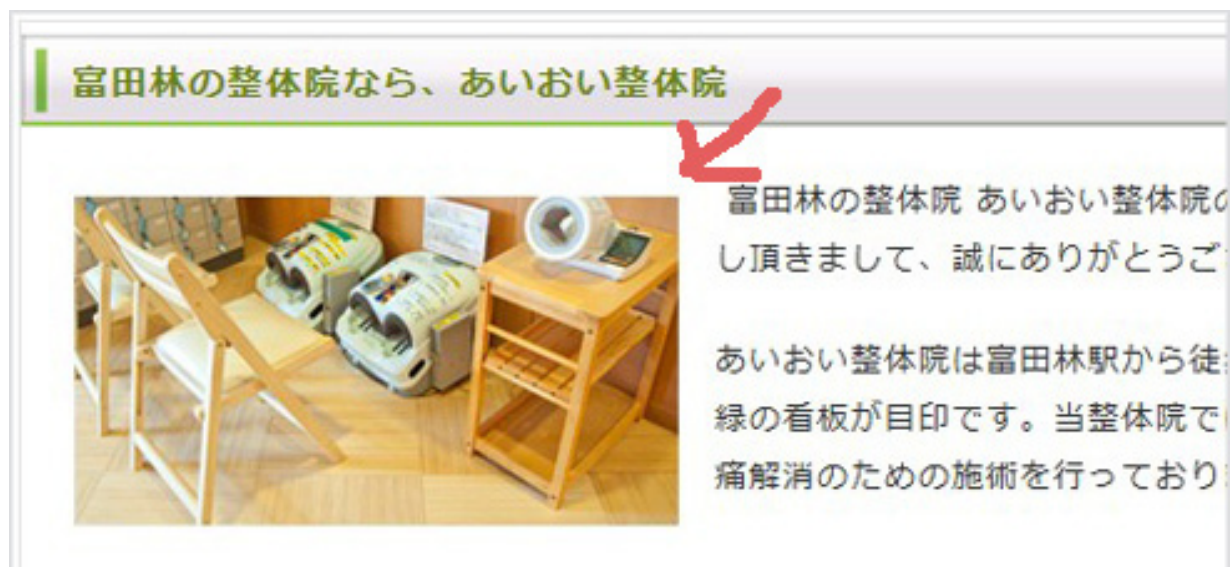 富田林の整体院なら、あいおい整体院
富田林の整体院 あいおい整体院の
し頂きまして、誠にありがとうご
あいおい整体院は富田林駅から徒
緑の看板が目印です。当整体院で
痛解消のための施術を行っており